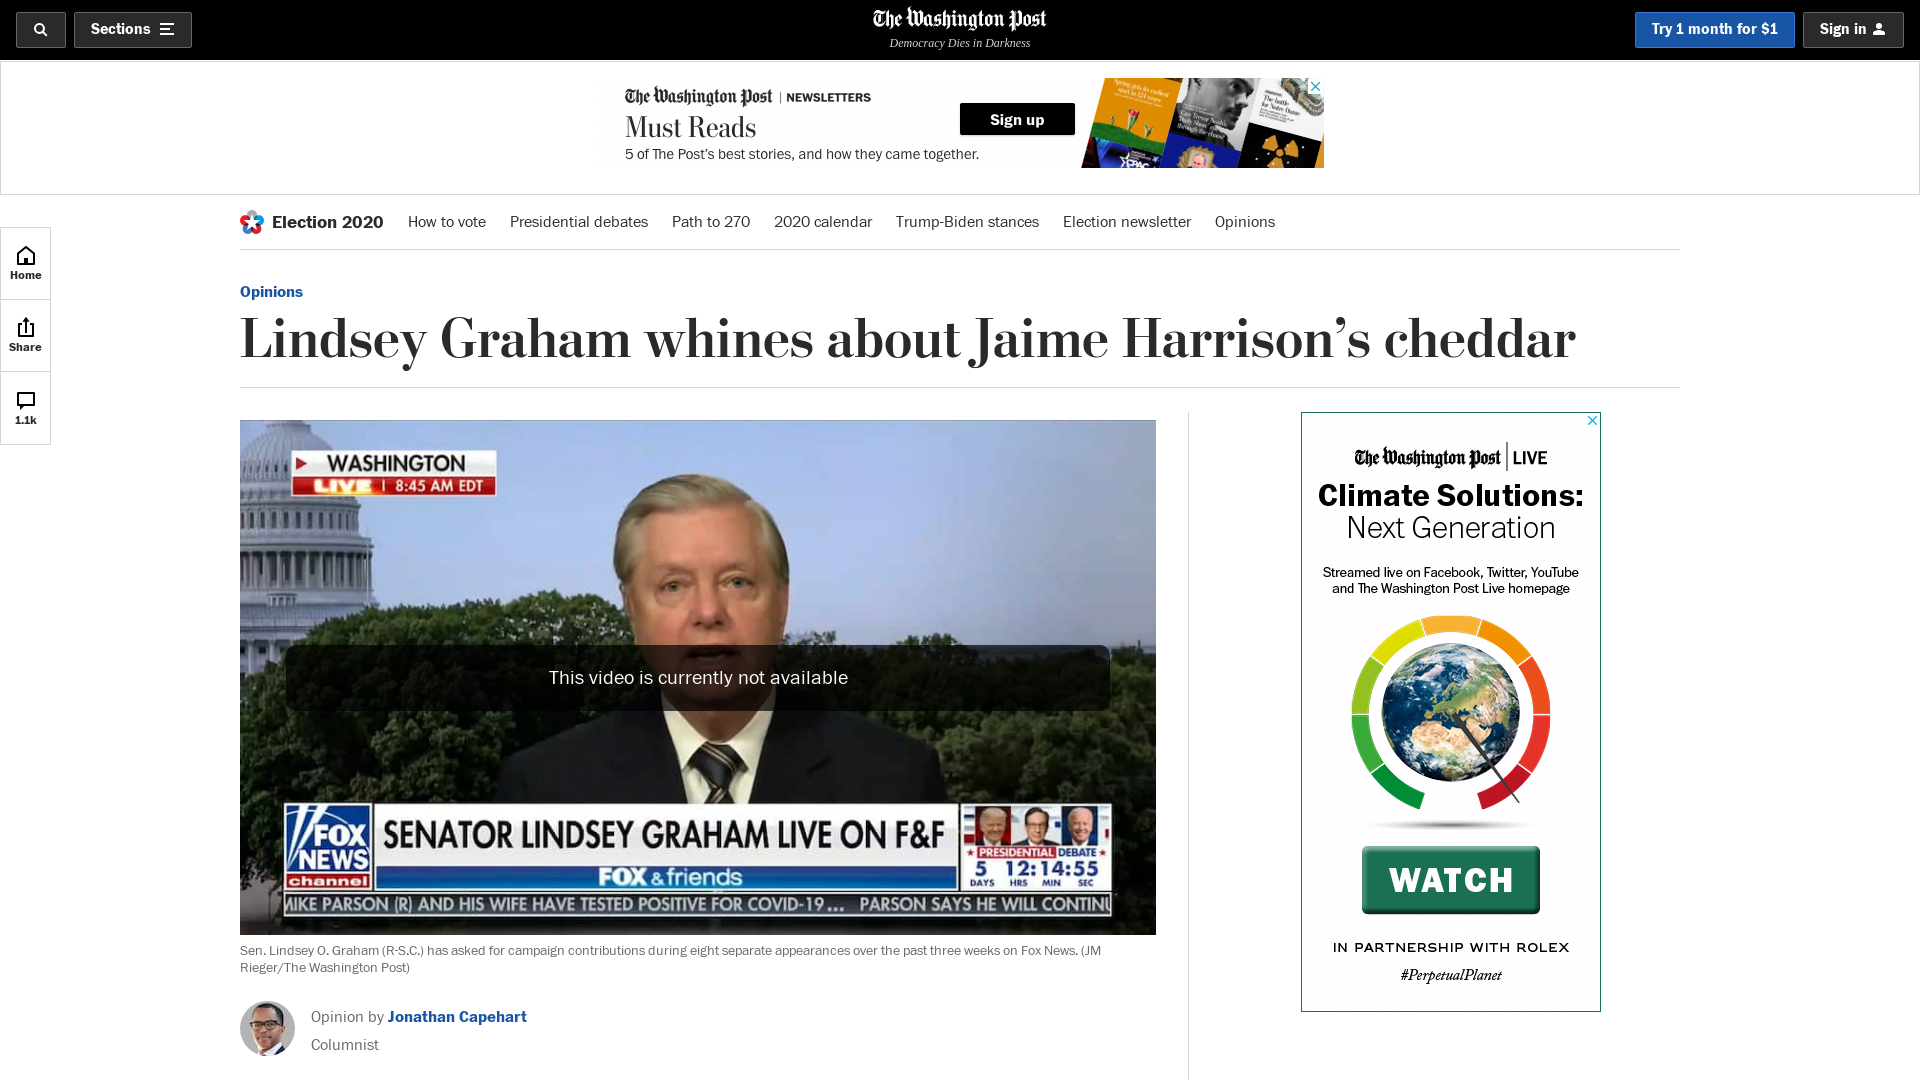 Sections
The Washington Post
Democracy Dies in Darkness
Try 1 month for $1
Sign in
The Washington Post | NEWSLETTERS
Must Reads
5 of The Post's best stories, and how they came together.
Sign up
Election 2020
How to vote
Presidential debates
Path to 270
2020 calendar
Trump-Biden stances
Election newsletter
Opinions
Home
Share
1.1k
Opinions
Lindsey Graham whines about Jaime Harrison’s cheddar
WASHINGTON
LIVE | 8:45 AM EDT
This video is currently not available
FOX
NEWS
channel
SENATOR LINDSEY GRAHAM LIVE ON F&F
FOX & friends
PRESIDENTIAL DEBATE
5 12:14:55
DAYS HRS MIN SEC
MIKE PARSON (R) AND HIS WIFE HAVE TESTED POSITIVE FOR COVID-19... PARSON SAYS HE WILL
Sen. Lindsey O. Graham (R-S.C.) has asked for campaign contributions during eight separate appearances over the past three weeks on Fox News. (JM
Rieger/The Washington Post)
Opinion by Jonathan Capehart
Columnist
The Washington Post | LIVE
Climate Solutions:
Next Generation
Streamed live on Facebook, Twitter, YouTube
and The Washington Post Live homepage
WATCH
IN PARTNERSHIP WITH ROLEX
#PerpetualPlanet